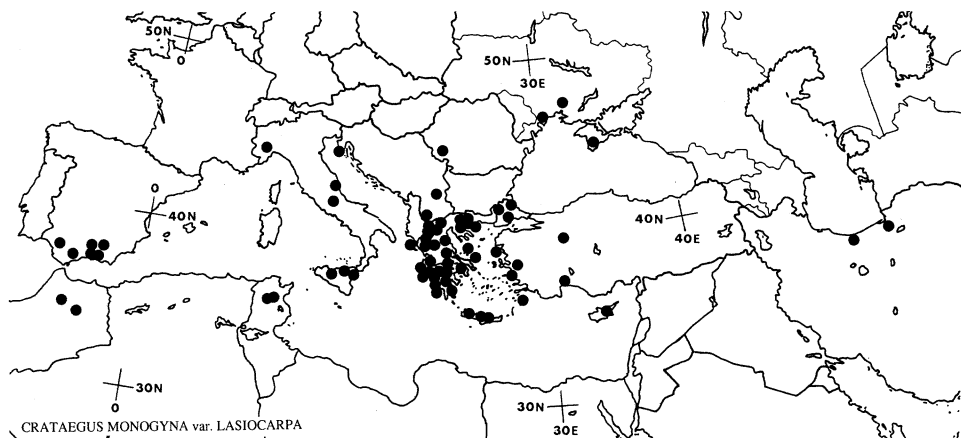 50N
0
50N
30E
0
40N
40N
40E
30N
0
30N
30E
CRATAEGUS MONOGYNA var. LASIOCARPA